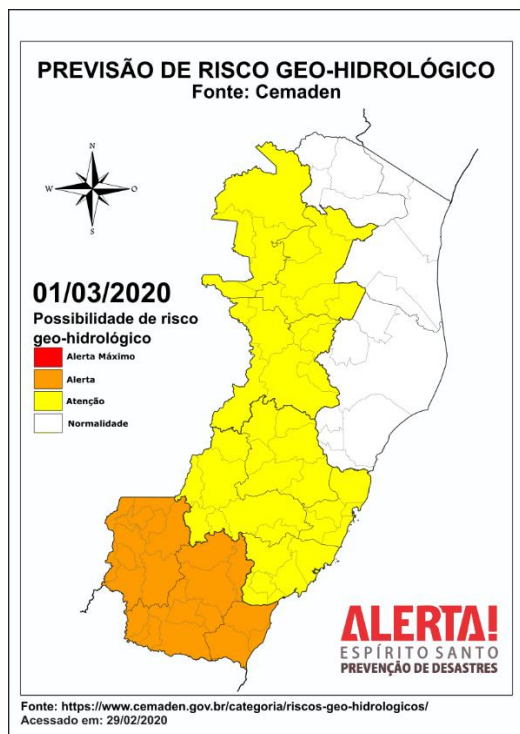 PREVISÃO DE RISCO GEO-HIDROLÓGICO
Fonte: Cemaden
N
W
O
S
01/03/2020
Possibilidade de risco
geo-hidrológico
Alerta Máximo
Alerta
Atenção
Normalidade
ALERTA!
ESPÍRITO SANTO
PREVENÇÃO DE DESASTRES
Fonte: https://www.cemaden.gov.br/categoria/riscos-geo-hidrologicos/
Acessado em: 29/02/2020